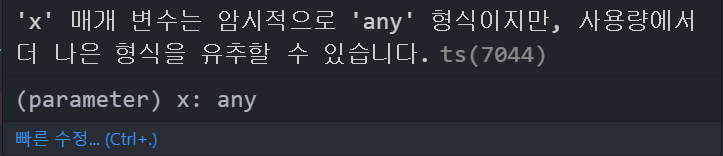 'x' 매개 변수는 암시적으로 'any' 형식이지만, 사용량에서
더 나은 형식을 유추할 수 있습니다. ts(7044)
(parameter) x: any
빠른 수정... (Ctrl+.)